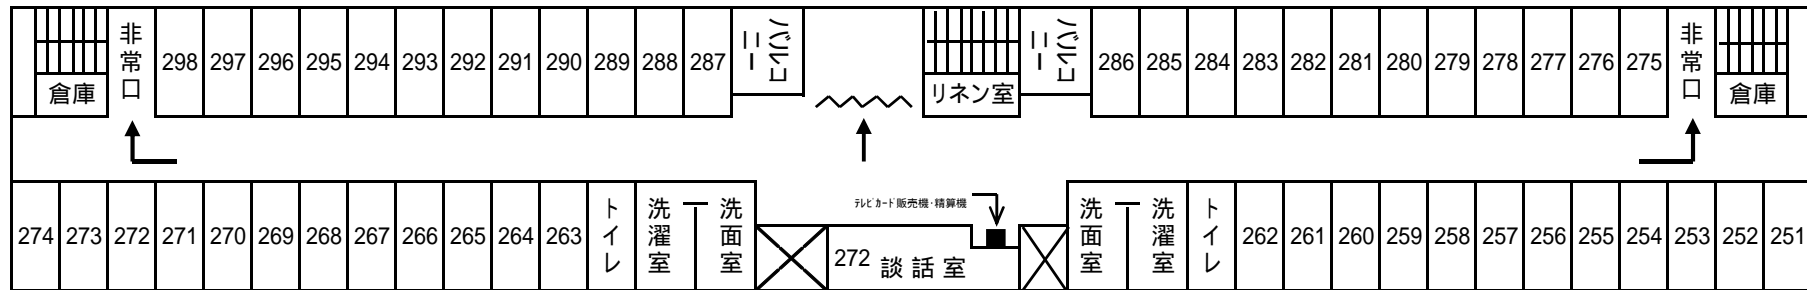 倉庫
非常口
298 297 296 295 294 293 292 291 290 289 288 287
バルコニー
リネン室
バルコニー
286 285 284 283 282 281 280 279 278 277 276 275
非常口
倉庫
274 273 272 271 270 269 268 267 266 265 264 263
トイレ
洗濯室
洗面室
テレビカード販売機・精算機
272 談話室
洗面室
洗濯室
トイレ
262 261 260 259 258 257 256 255 254 253 252 251